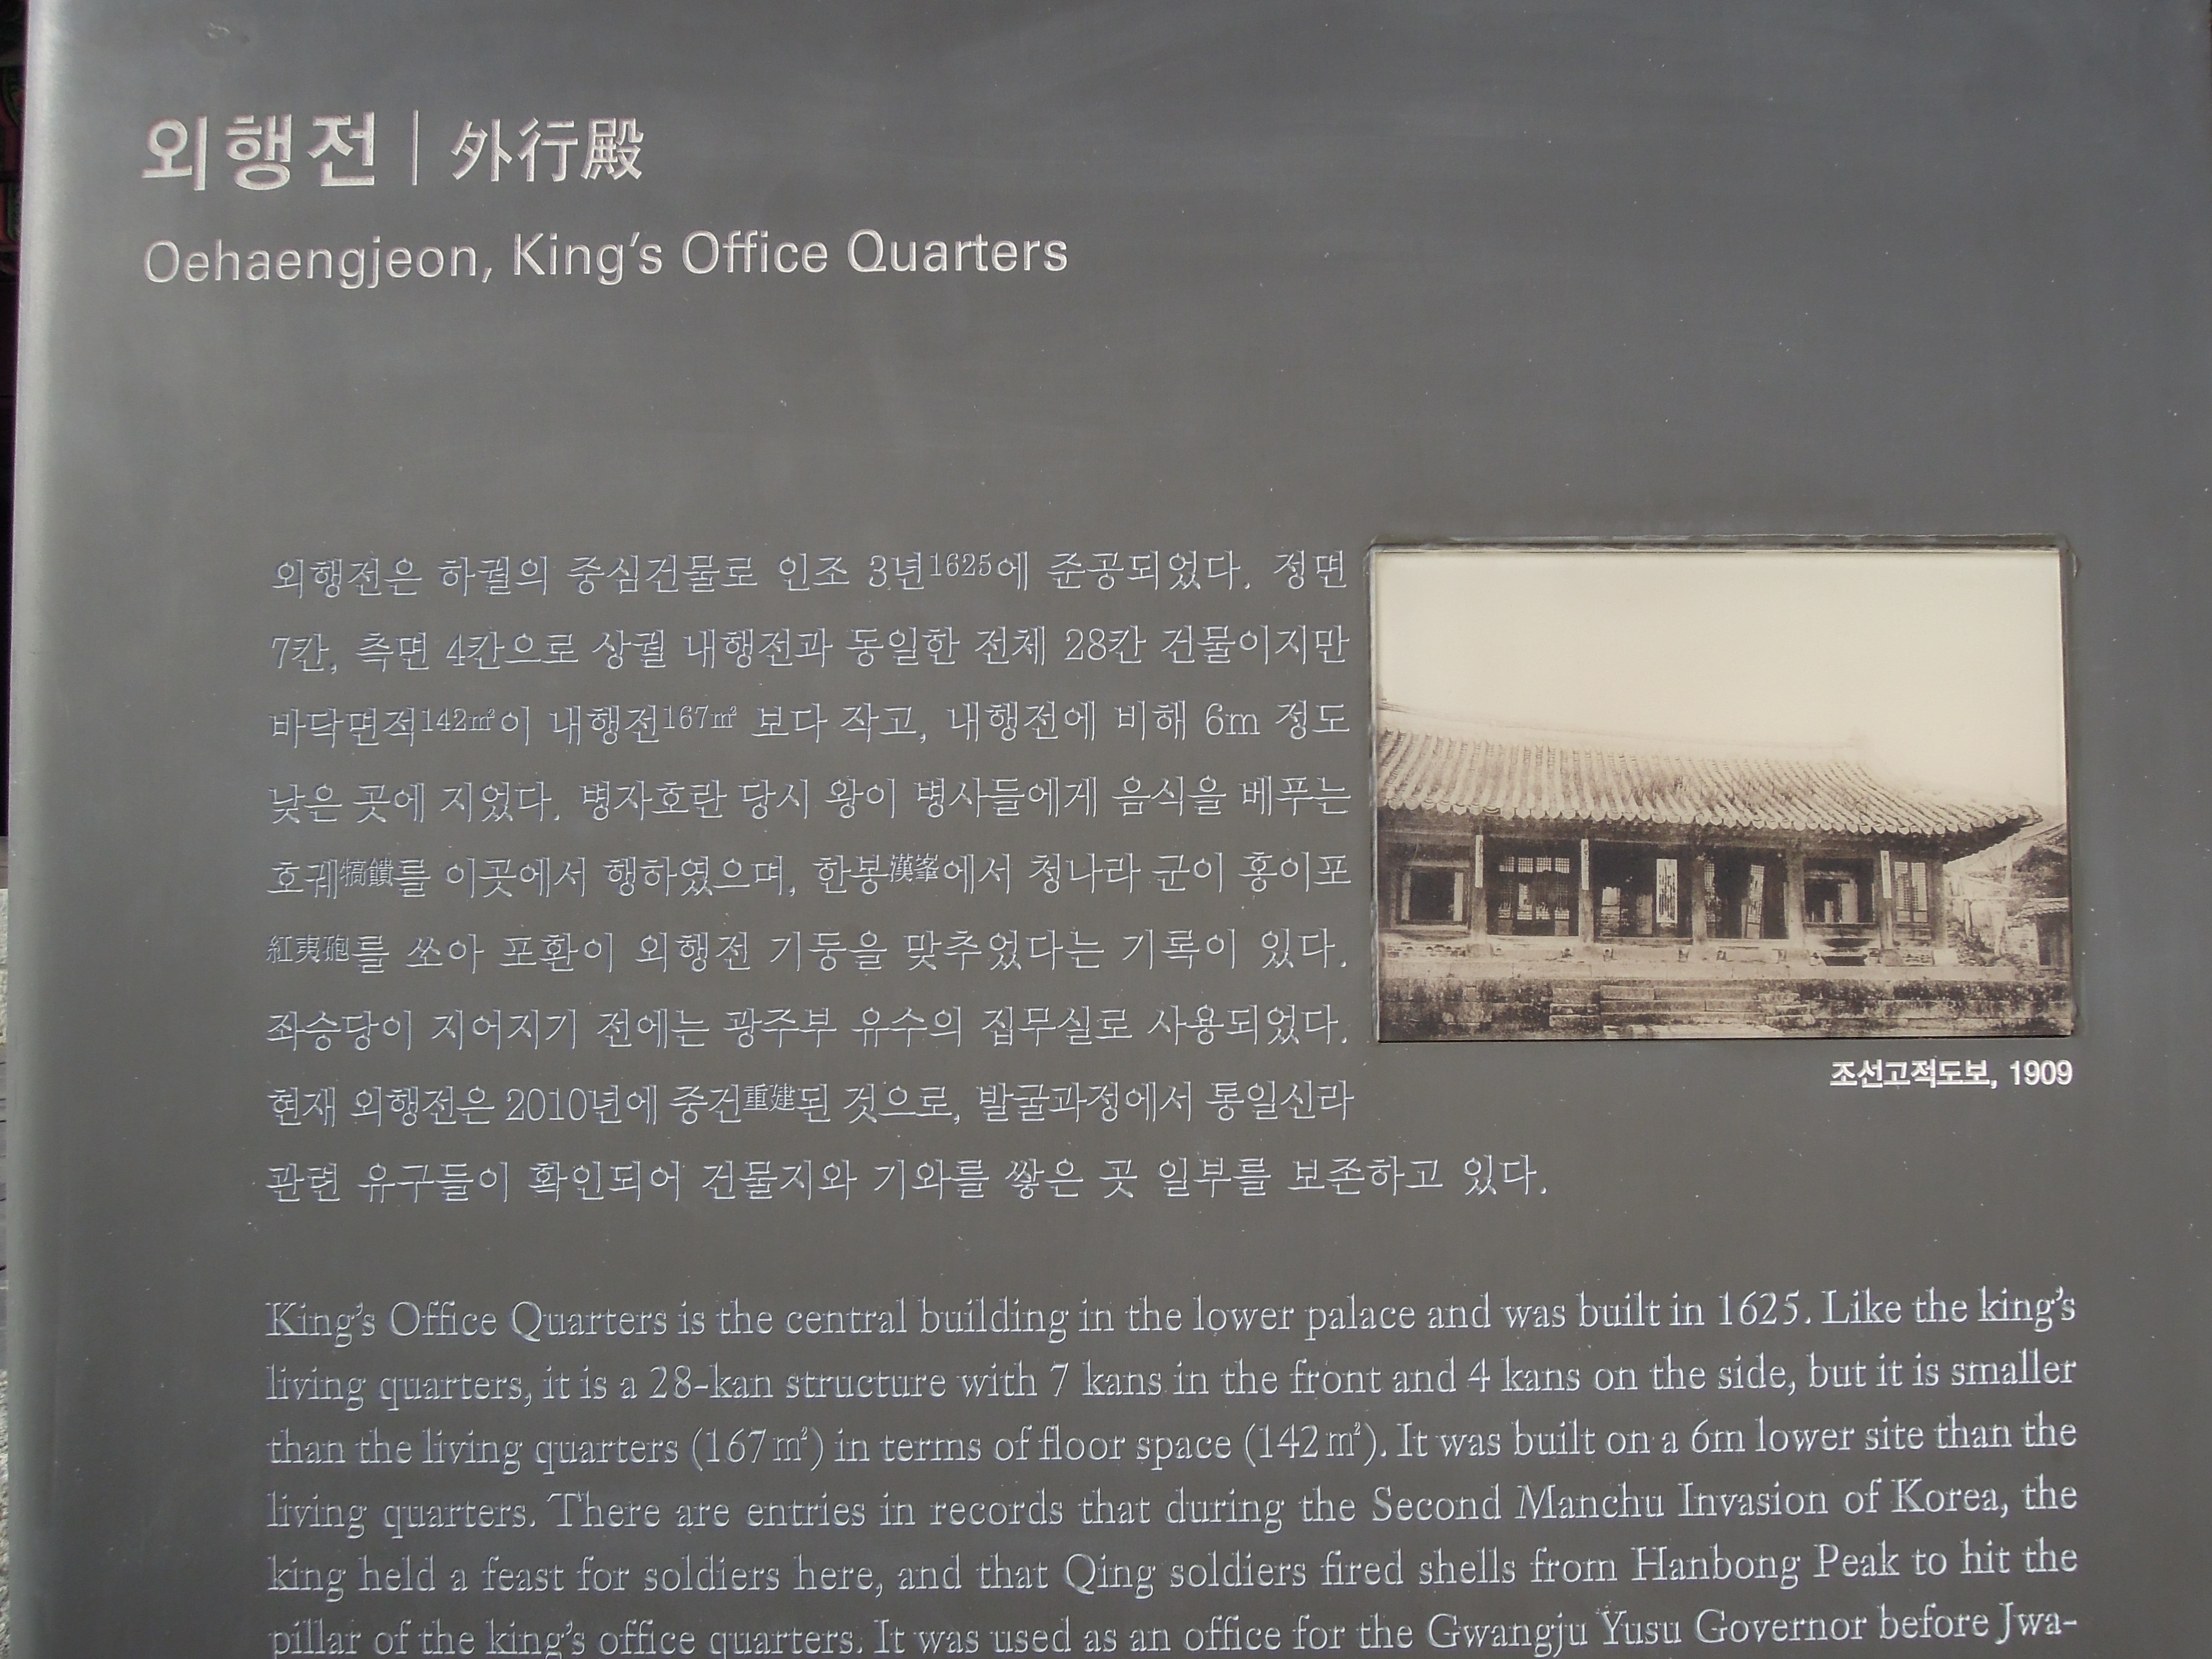 외행전 | 外行殿
Oehaengjeon, King's Office Quarters
외행전은 하궐의 중심건물로 인조 3년1625에 준공되었다. 정면
7칸, 측면 4칸으로 상궐 내행전과 동일한 전체 28칸 건물이지만
바닥면적142㎡이 내행전167㎡ 보다 작고, 내행전에 비해 6m 정도
낮은 곳에 지었다. 병자호란 당시 왕이 병사들에게 음식을 베푸는
호궤犒饋를 이곳에서 행하였으며, 한봉漢峯에서 청나라 군이 홍이포
紅夷砲를 쏘아 포환이 외행전 기둥을 맞추었다는 기록이 있다.
좌승당이 지어지기 전에는 광주부 유수의 집무실로 사용되었다.
현재 외행전은 2010년에 중건重建된 것으로, 발굴과정에서 통일신라
관련 유구들이 확인되어 건물지와 기와를 쌓은 곳 일부를 보존하고 있다.
조선고적도보, 1909
King's Office Quarters is the central building in the lower palace and was built in 1625. Like the king's
living quarters, it is a 28-kan structure with 7 kans in the front and 4 kans on the side, but it is smaller
than the living quarters (167㎡) in terms of floor space (142㎡). It was built on a 6m lower site than the
living quarters. There are entries in records that during the Second Manchu Invasion of Korea, the
king held a feast for soldiers here, and that Qing soldiers fired shells from Hanbong Peak to hit the
pillar of the king's office quarters. It was used as an office for the Gwangju Yusu Governor before Jwa-